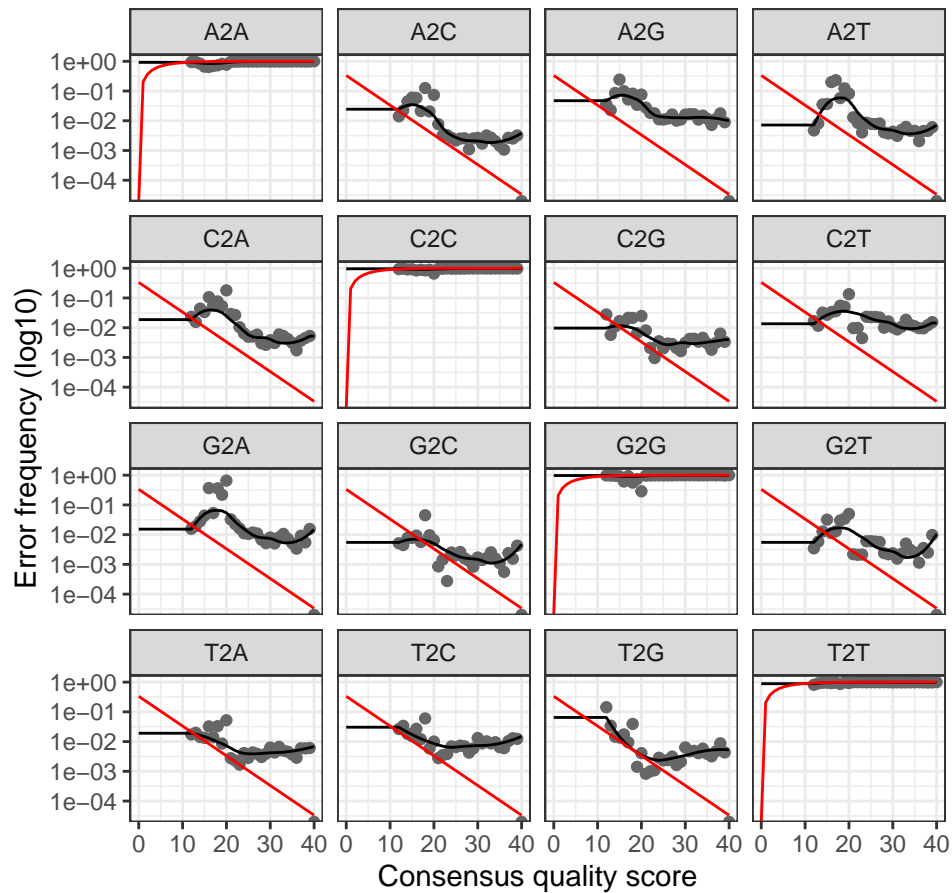 A2A A2C A2G A2T
1e+00
1e−01
1e−02
1e−03
1e−04
C2A C2C C2G C2T
1e+00
1e−01
1e−02
1e−03
1e−04
Error frequency (log10)
G2A G2C G2G G2T
1e+00
1e−01
1e−02
1e−03
1e−04
T2A T2C T2G T2T
1e+00
1e−01
1e−02
1e−03
1e−04
0 10 20 30 40 0 10 20 30 40 0 10 20 30 40 0 10 20 30 40
Consensus quality score